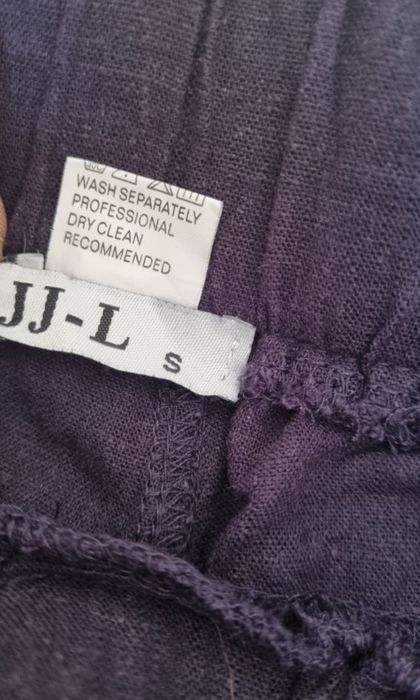 WASH SEPARATELY
PROFESSIONAL
DRY CLEAN
RECOMMENDED
JJ-L
S